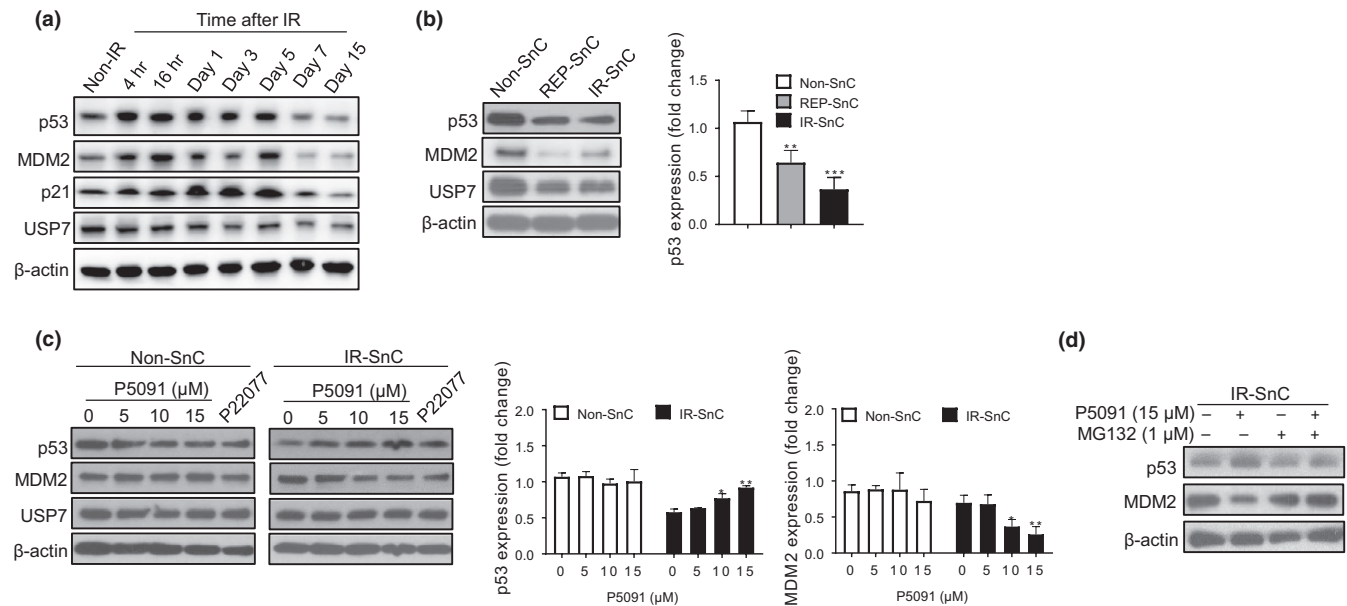 (a)
Time after IR
Non-IR 4 hr 16 hr Day 1 Day 3 Day 5 Day 7 Day 15
p53
MDM2
p21
USP7
β-actin
(b)
Non-SnC REP-SnC IR-SnC
p53
MDM2
USP7
β-actin
p53 expression (fold change)
1.5
1.0
0.5
0.0
Non-SnC
REP-SnC
IR-SnC
**
***
(c)
Non-SnC IR-SnC
P5091 (µM) P22077 P5091 (µM) P22077
0 5 10 15 0 5 10 15
p53
MDM2
USP7
β-actin
p53 expression (fold change)
2.0
1.5
1.0
0.5
0.0
Non-SnC IR-SnC
* **
0 5 10 15 0 5 10 15
P5091 (µM)
MDM2 expression (fold change)
2.0
1.5
1.0
0.5
0.0
Non-SnC IR-SnC
* **
0 5 10 15 0 5 10 15
P5091 (µM)
(d)
IR-SnC
P5091 (15 µM) – + – +
MG132 (1 µM) – – + +
p53
MDM2
β-actin